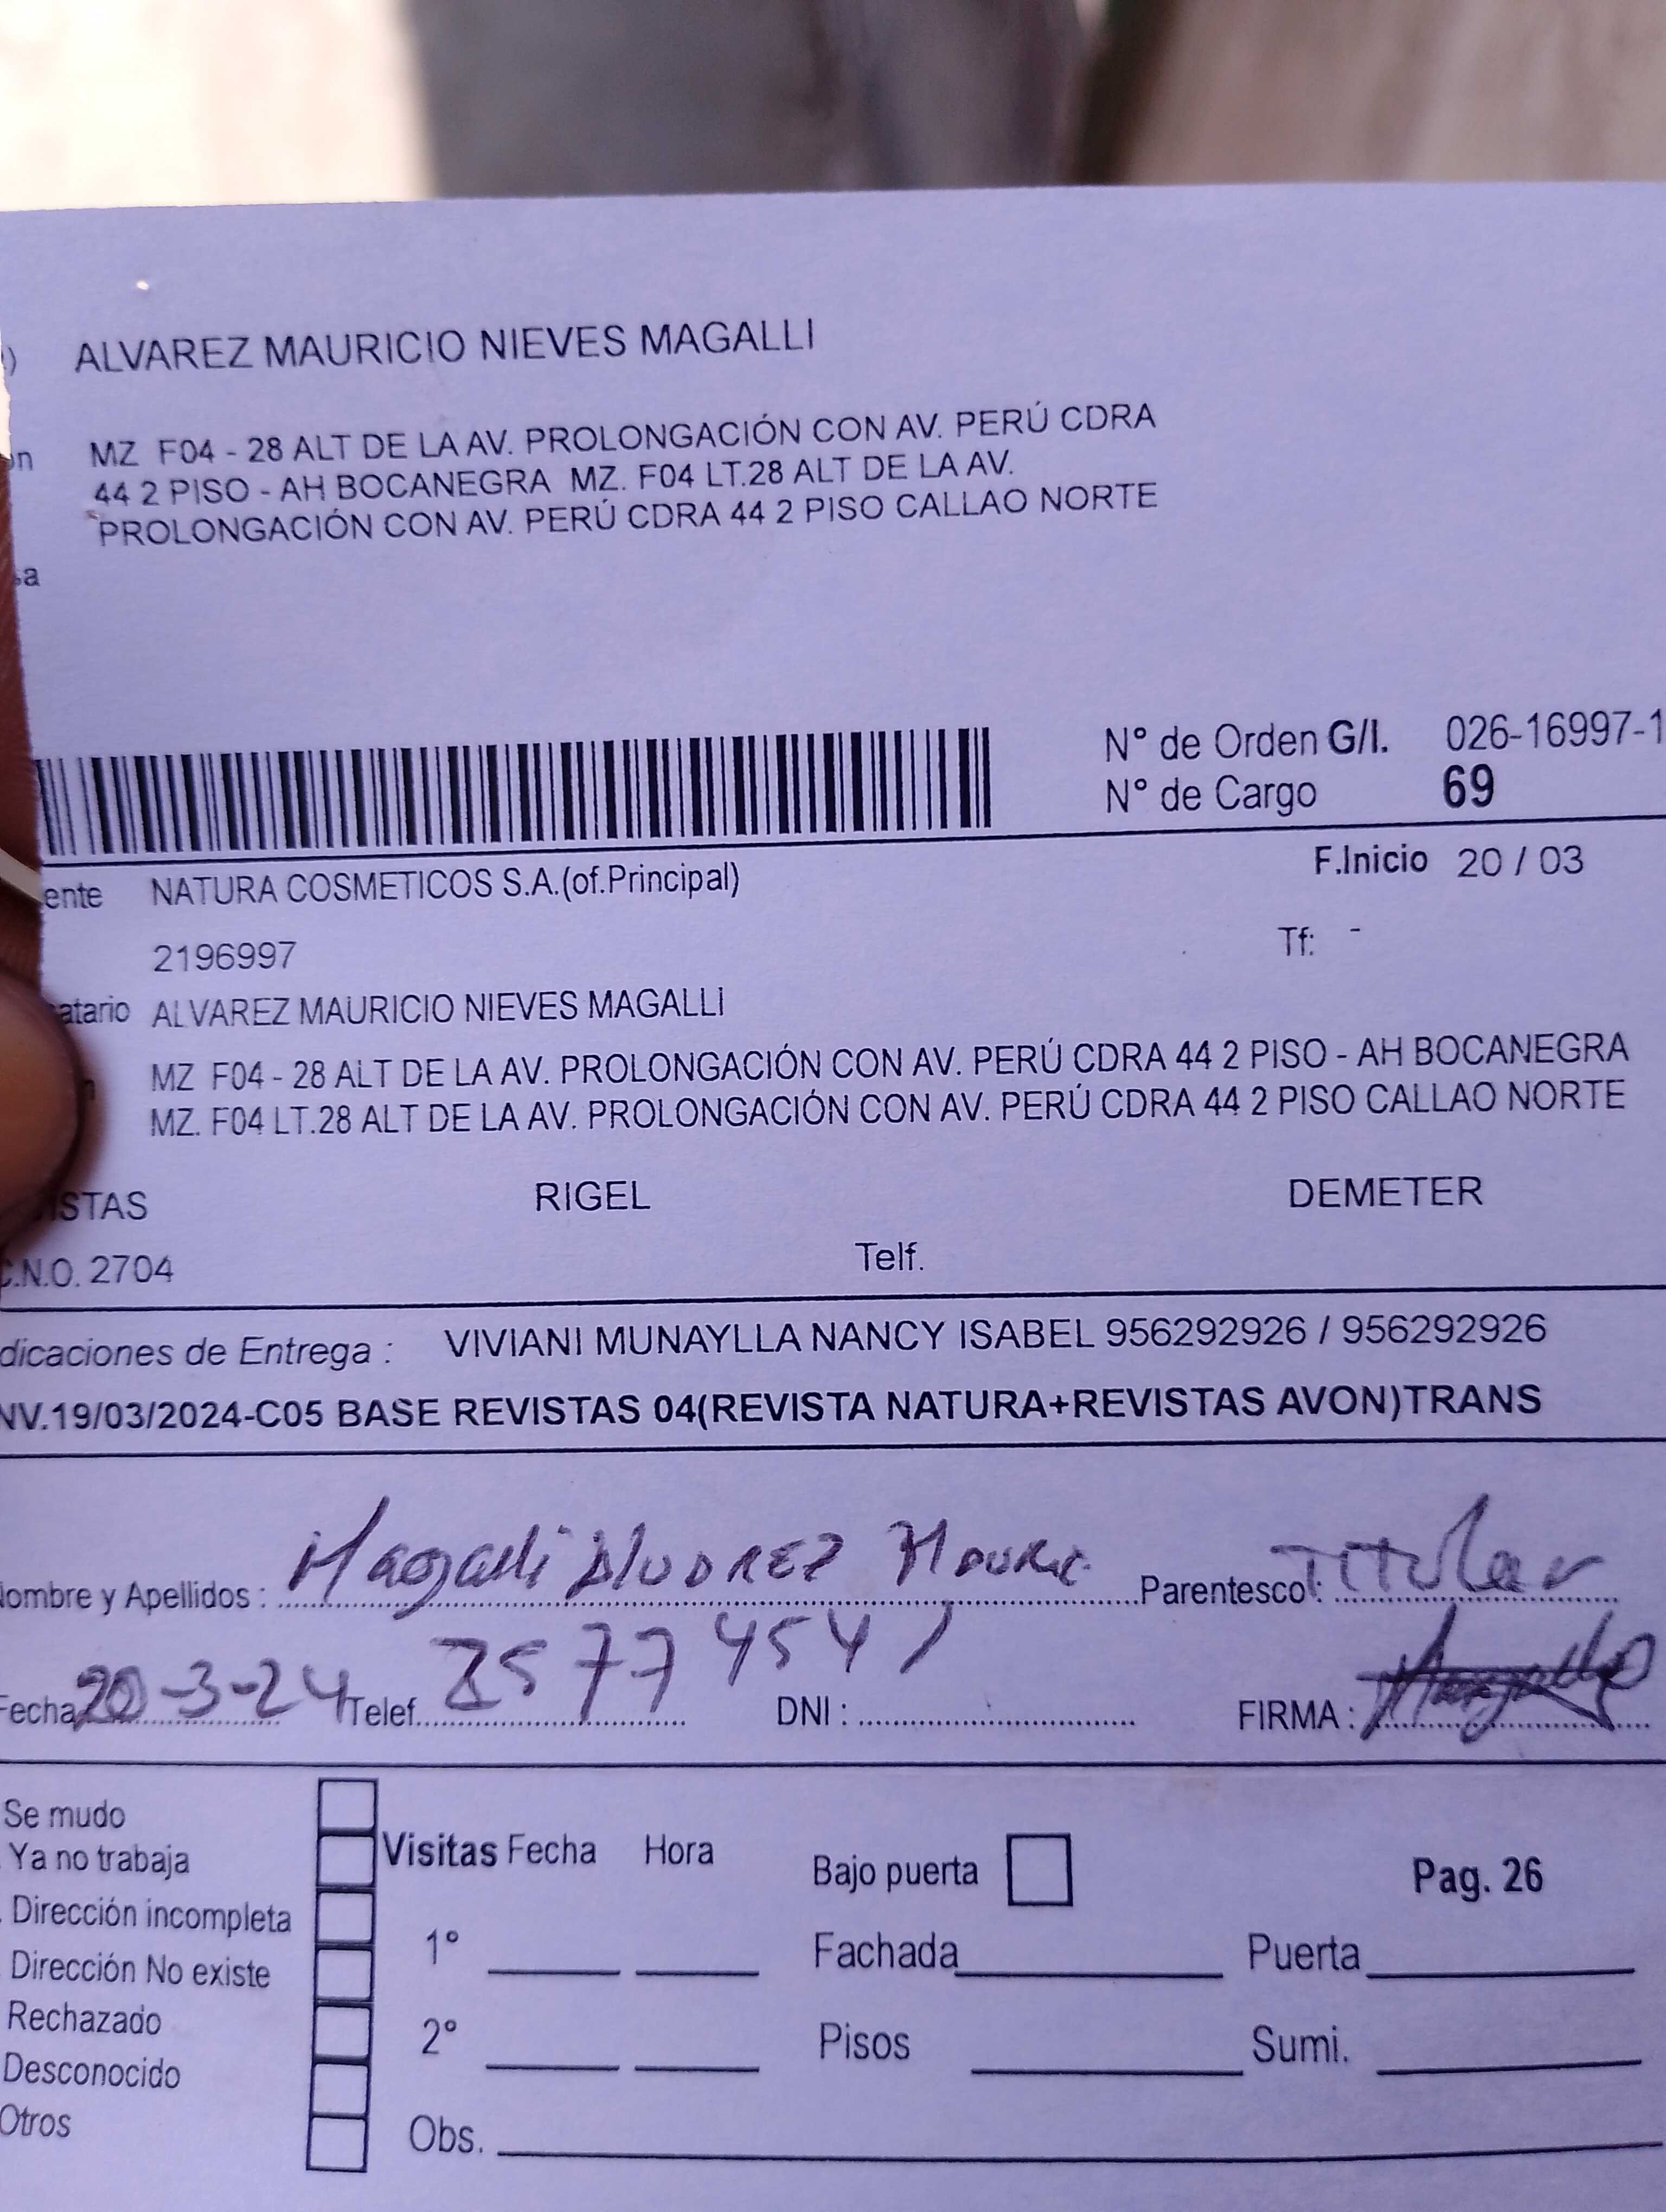 ) ALVAREZ MAURICIO NIEVES MAGALLI
ón MZ F04 - 28 ALT DE LA AV. PROLONGACIÓN CON AV. PERÚ CDRA
44 2 PISO - AH BOCANEGRA MZ. F04 LT.28 ALT DE LA AV.
PROLONGACIÓN CON AV. PERÚ CDRA 44 2 PISO CALLAO NORTE
sa
N° de Orden G/I. 026-16997-1
N° de Cargo 69
ente NATURA COSMETICOS S.A.(of.Principal) F.Inicio 20 / 03
2196997 Tf: -
atario ALVAREZ MAURICIO NIEVES MAGALLI
n MZ F04 - 28 ALT DE LA AV. PROLONGACIÓN CON AV. PERÚ CDRA 44 2 PISO - AH BOCANEGRA
MZ. F04 LT.28 ALT DE LA AV. PROLONGACIÓN CON AV. PERÚ CDRA 44 2 PISO CALLAO NORTE
ISTAS RIGEL DEMETER
C.N.O. 2704 Telf.
dicaciones de Entrega : VIVIANI MUNAYLLA NANCY ISABEL 956292926 / 956292926
NV.19/03/2024-C05 BASE REVISTAS 04(REVISTA NATURA+REVISTAS AVON)TRANS
Nombre y Apellidos : Magalli Alvarez Parentesco : Titular
Fecha 20-3-24 Telef. DNI : FIRMA :
Se mudo
Ya no trabaja
Visitas Fecha Hora Bajo puerta Pag. 26
Dirección incompleta
1° Fachada Puerta
Dirección No existe
Rechazado
2° Pisos Sumi.
Desconocido
Otros
Obs.